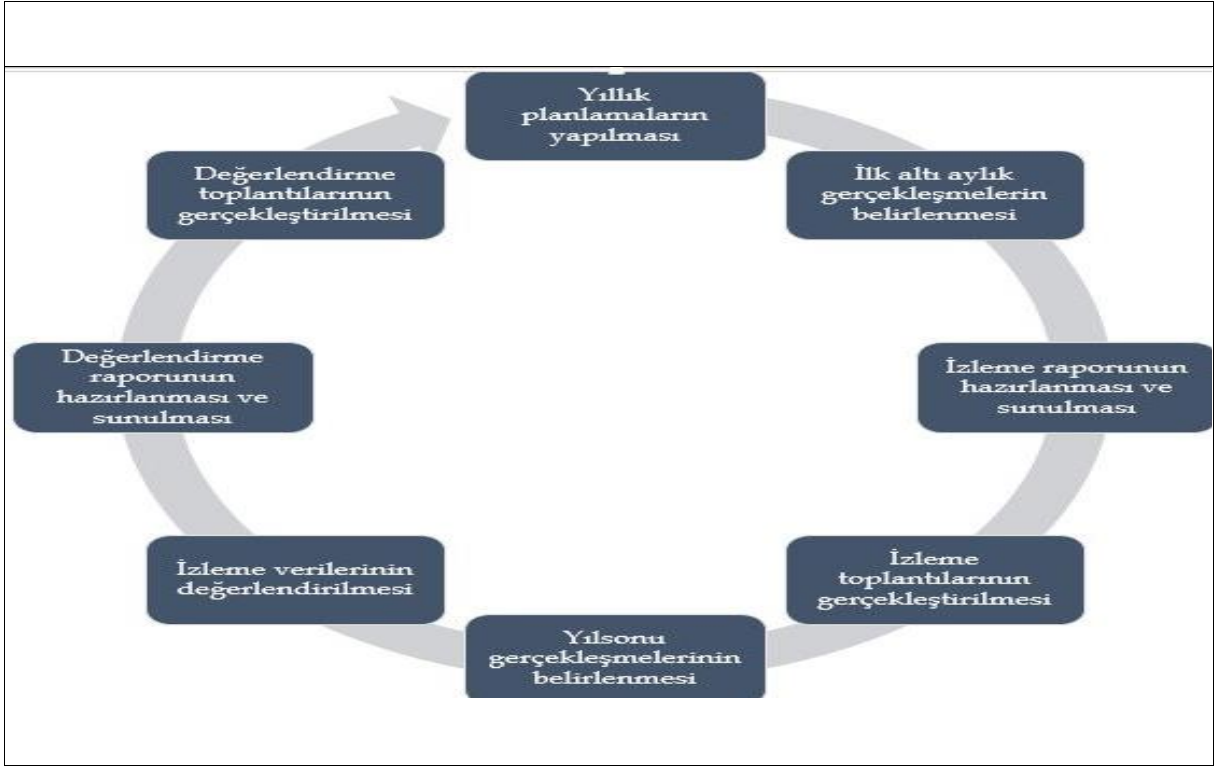 Yıllık
planlamaların
yapılması
İlk altı aylık
gerçekleşmelerin
belirlenmesi
İzleme raporunun
hazırlanması ve
sunulması
İzleme
toplantılarının
gerçekleştirilmesi
Yılsonu
gerçekleşmelerinin
belirlenmesi
İzleme verilerinin
değerlendirilmesi
Değerlendirme
raporunun
hazırlanması ve
sunulması
Değerlendirme
toplantılarının
gerçekleştirilmesi